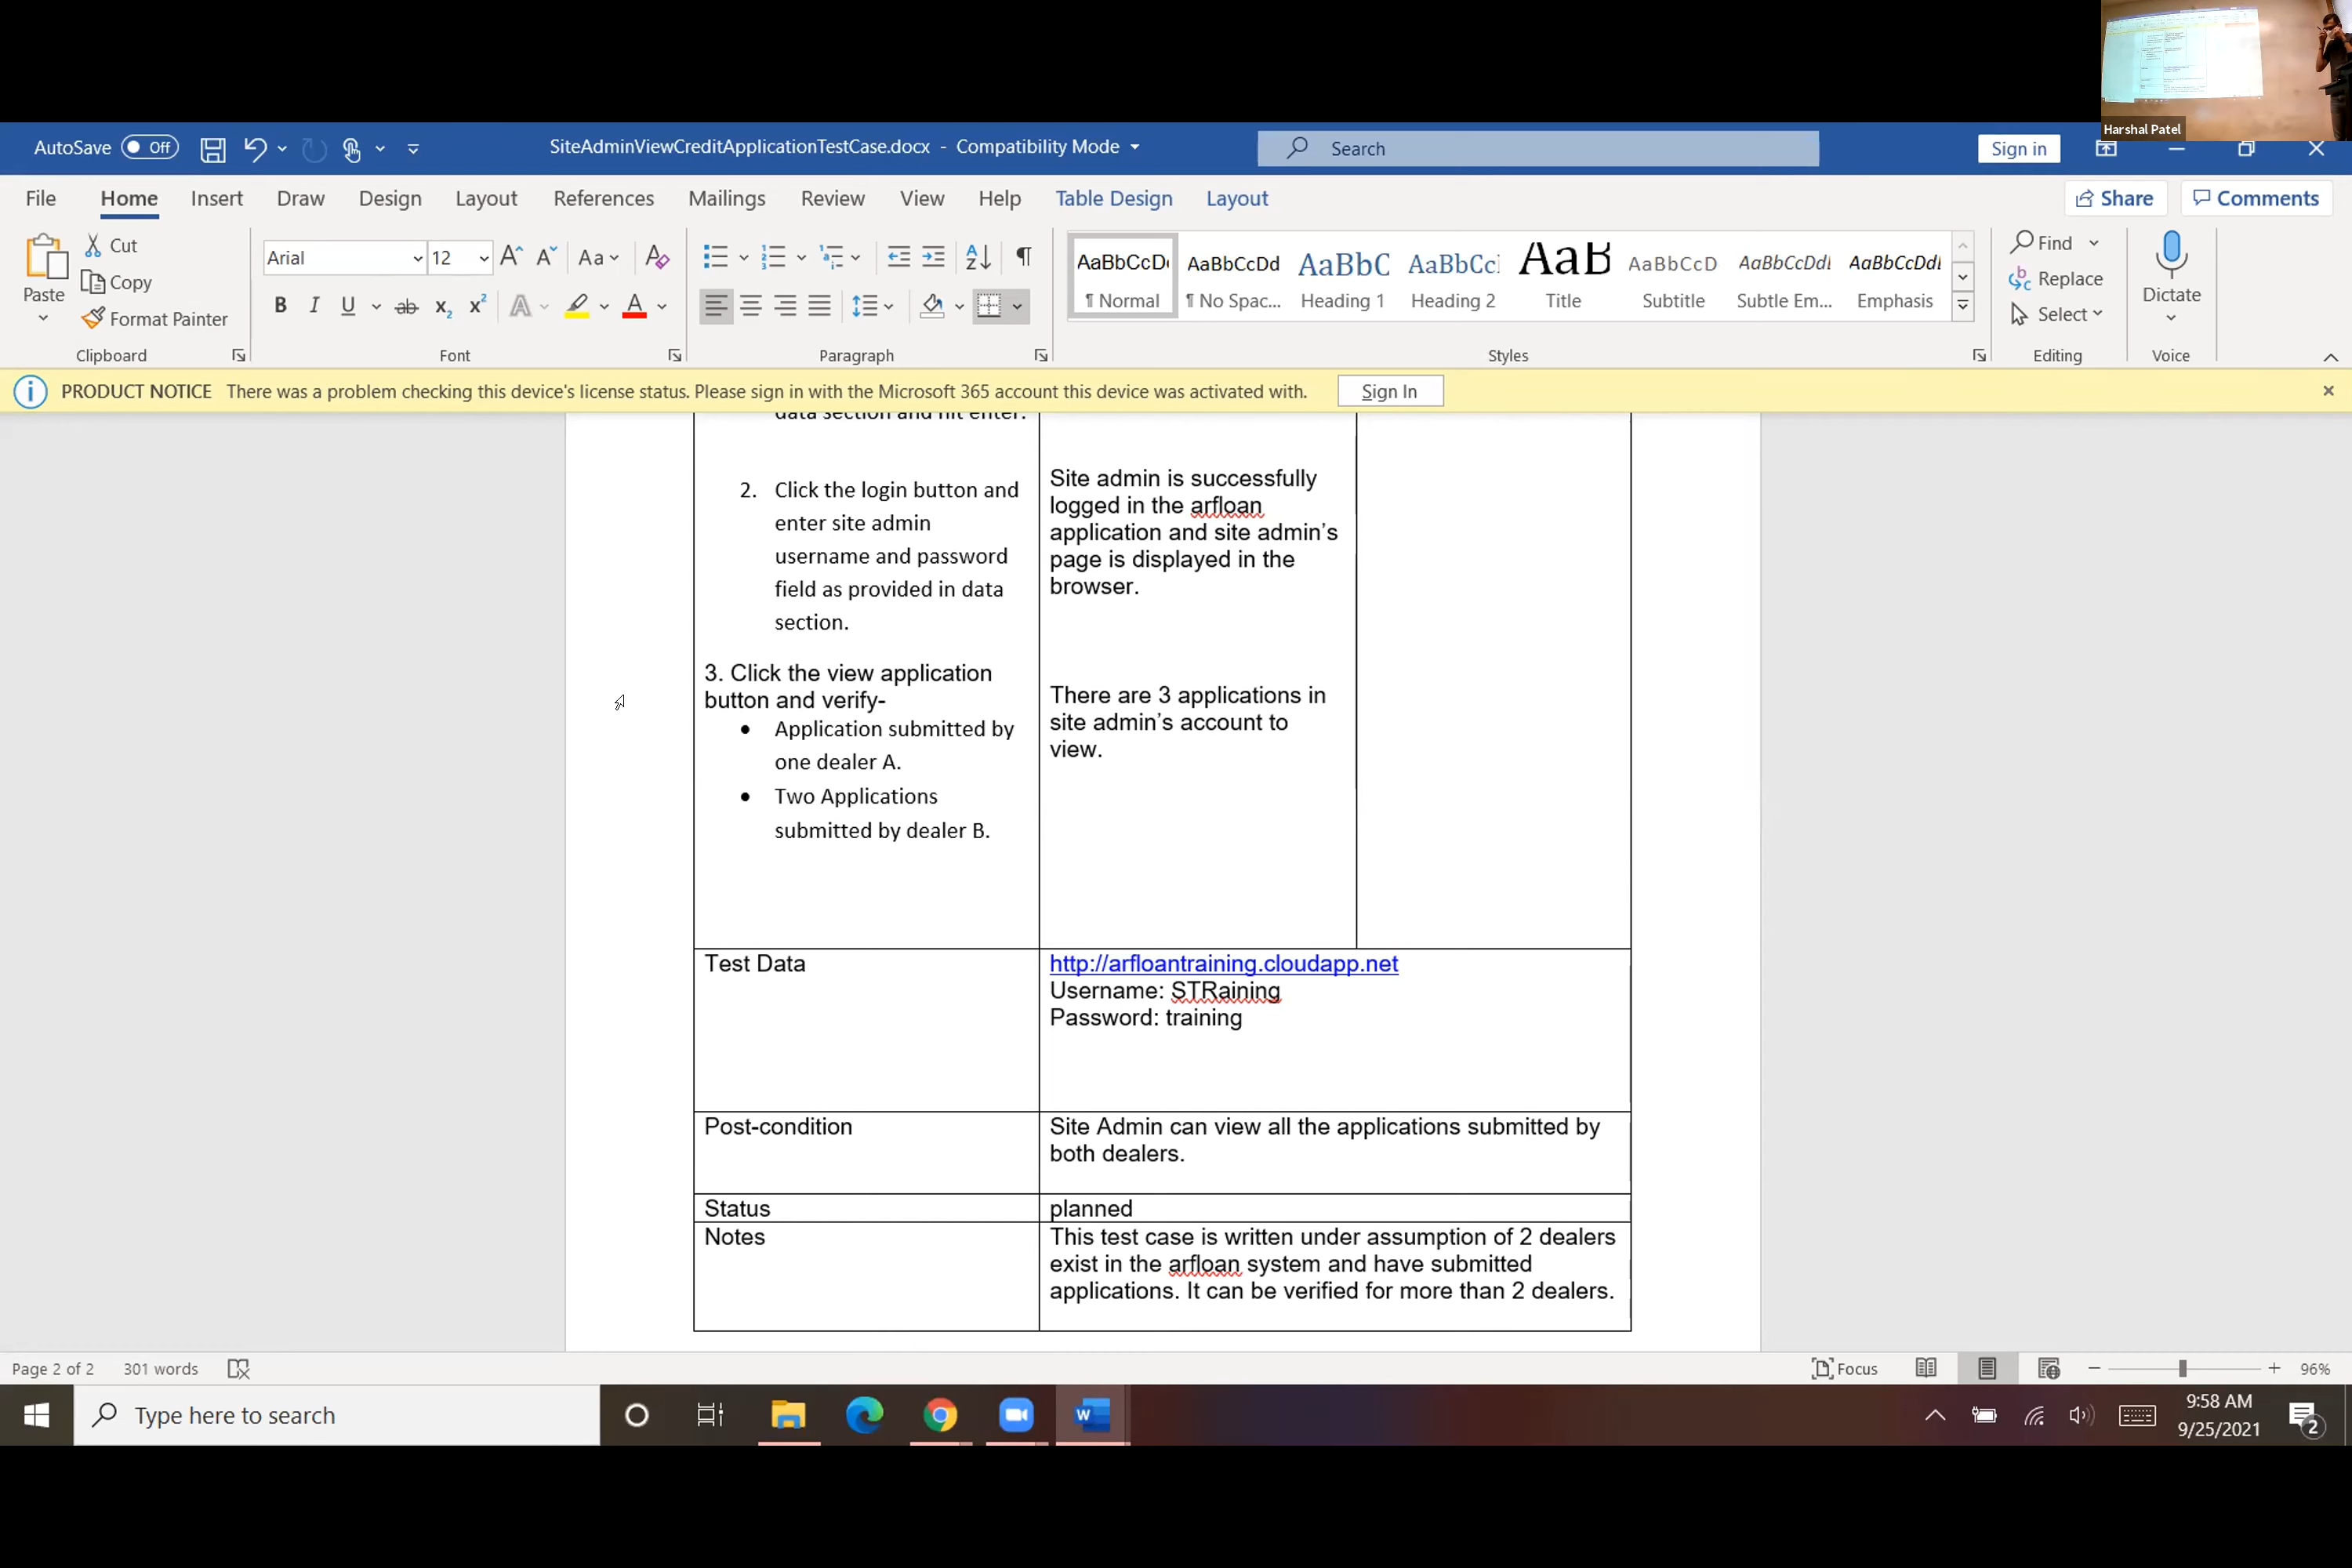 Harshal Patel
AutoSave Off
SiteAdminViewCreditApplicationTestCase.docx - Compatibility Mode
Search
Sign in
File Home Insert Draw Design Layout References Mailings Review View Help Table Design Layout
Share Comments
Paste
Cut
Copy
Format Painter
Clipboard
Arial 12
Font
Paragraph
AaBbCcDd AaBbC AaBbCcD
¶ Normal ¶ No Spac... Heading 1 Heading 2 Title Subtitle Subtle Em... Emphasis
Styles
Find
Replace
Select
Editing
Dictate
Voice
PRODUCT NOTICE There was a problem checking this device's license status. Please sign in with the Microsoft 365 account this device was activated with. Sign In
data section and hit enter.
2. Click the login button and
enter site admin
username and password
field as provided in data
section.
Site admin is successfully
logged in the arfloan
application and site admin's
page is displayed in the
browser.
3. Click the view application
button and verify-
• Application submitted by
one dealer A.
• Two Applications
submitted by dealer B.
There are 3 applications in
site admin's account to
view.
Test Data
http://arfloantraining.cloudapp.net
Username: STRaining
Password: training
Post-condition
Site Admin can view all the applications submitted by
both dealers.
Status
planned
Notes
This test case is written under assumption of 2 dealers
exist in the arfloan system and have submitted
applications. It can be verified for more than 2 dealers.
Page 2 of 2 301 words
Focus
96%
Type here to search
9:58 AM
9/25/2021
2